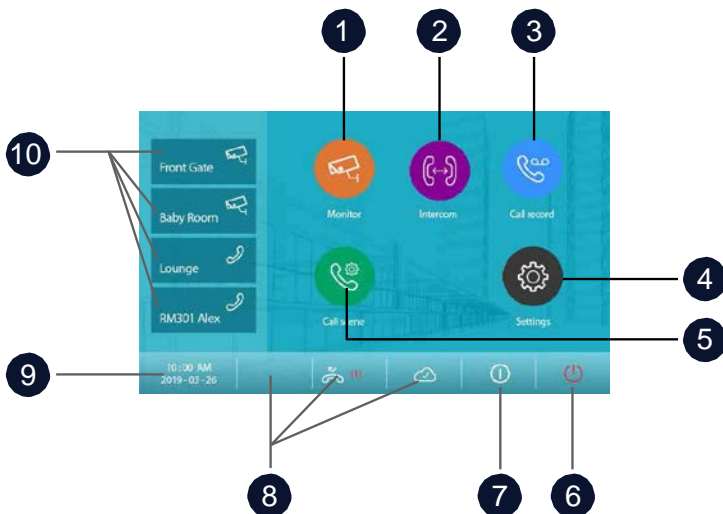 1
2
3
10
Front Gate
Baby Room
Lounge
RM301 Alex
Monitor
Intercom
Call record
Call scene
Settings
4
5
9
10:00 AM
2019-03-26
(1)
8
7
6